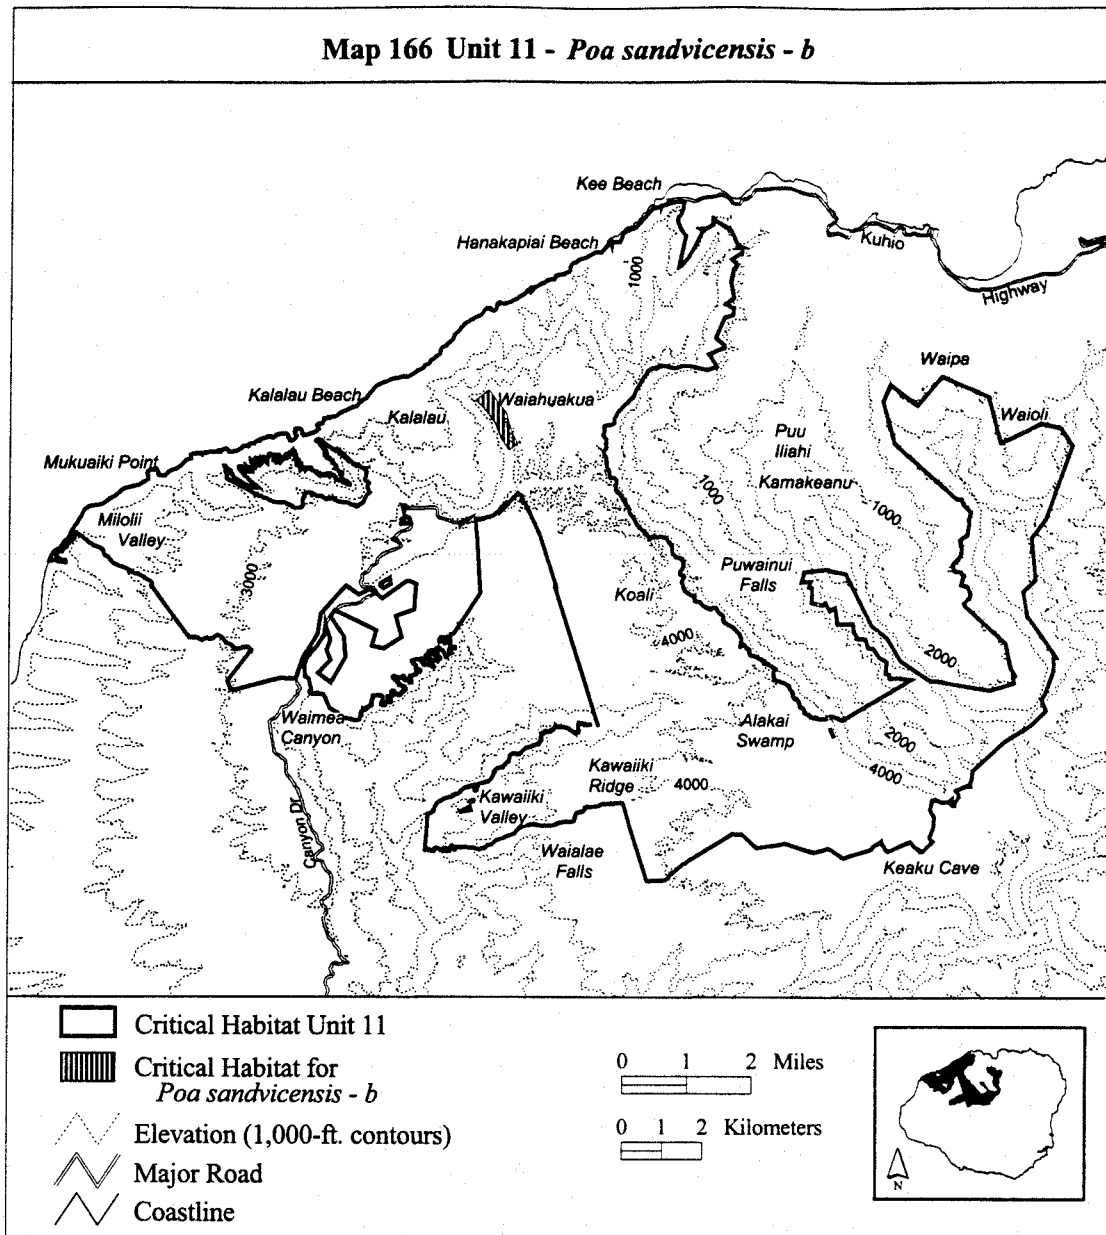 Map 166 Unit 11 - Poa sandvicensis - b
Kee Beach
Hanakapiai Beach
Kuhio
Highway
1000
Waipa
Kalalau Beach
Kalalau
Waiahuakua
Waioli
Puu
Iliahi
Mukuaiki Point
Kamakeanu
1000
1000
Milolii
Valley
3000
Puwainui
Falls
Koali
4000
2000
Waimea
Canyon
Alakai
Swamp
2000
4000
Kawaiiki
Ridge
4000
Kawaiiki
Valley
Canyon Dr
Waialae
Falls
Keaku Cave
Critical Habitat Unit 11
Critical Habitat for
Poa sandvicensis - b
Elevation (1,000-ft. contours)
Major Road
Coastline
0 1 2 Miles
0 1 2 Kilometers
N